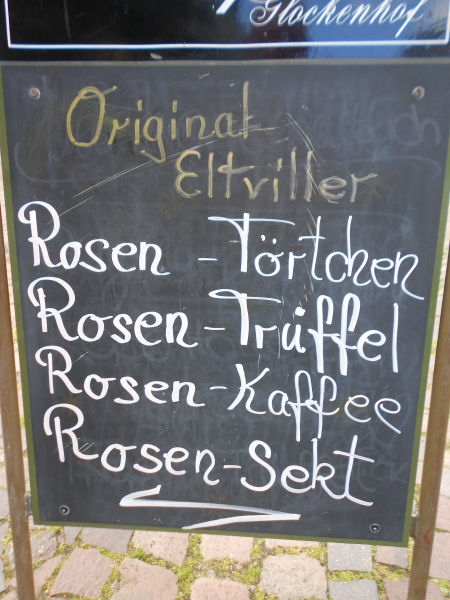 Glockenhof
Original
Eltviller
Rosen - Törtchen
Rosen - Trüffel
Rosen - Kaffee
Rosen - Sekt